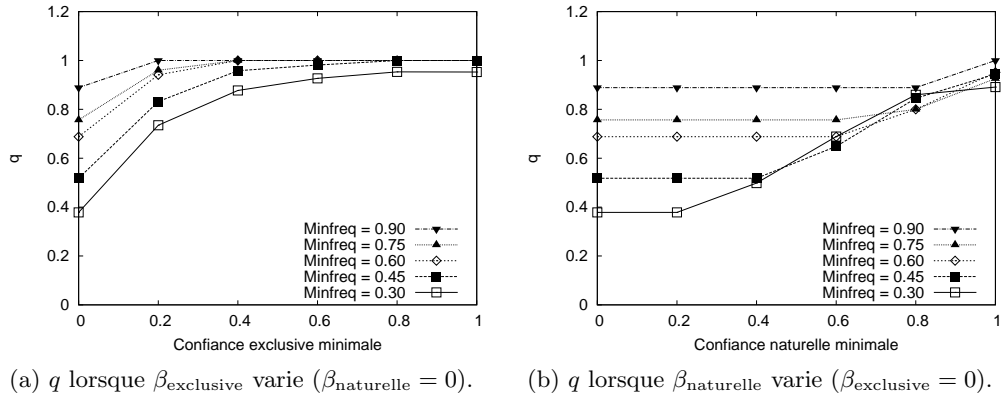 1.2
1
0.8
0.6
0.4
0.2
0
q
Minfreq = 0.90
Minfreq = 0.75
Minfreq = 0.60
Minfreq = 0.45
Minfreq = 0.30
0 0.2 0.4 0.6 0.8 1
Confiance exclusive minimale
(a) q lorsque βexclusive varie (βnaturelle = 0).
1.2
1
0.8
0.6
0.4
0.2
0
q
Minfreq = 0.90
Minfreq = 0.75
Minfreq = 0.60
Minfreq = 0.45
Minfreq = 0.30
0 0.2 0.4 0.6 0.8 1
Confiance naturelle minimale
(b) q lorsque βnaturelle varie (βexclusive = 0).